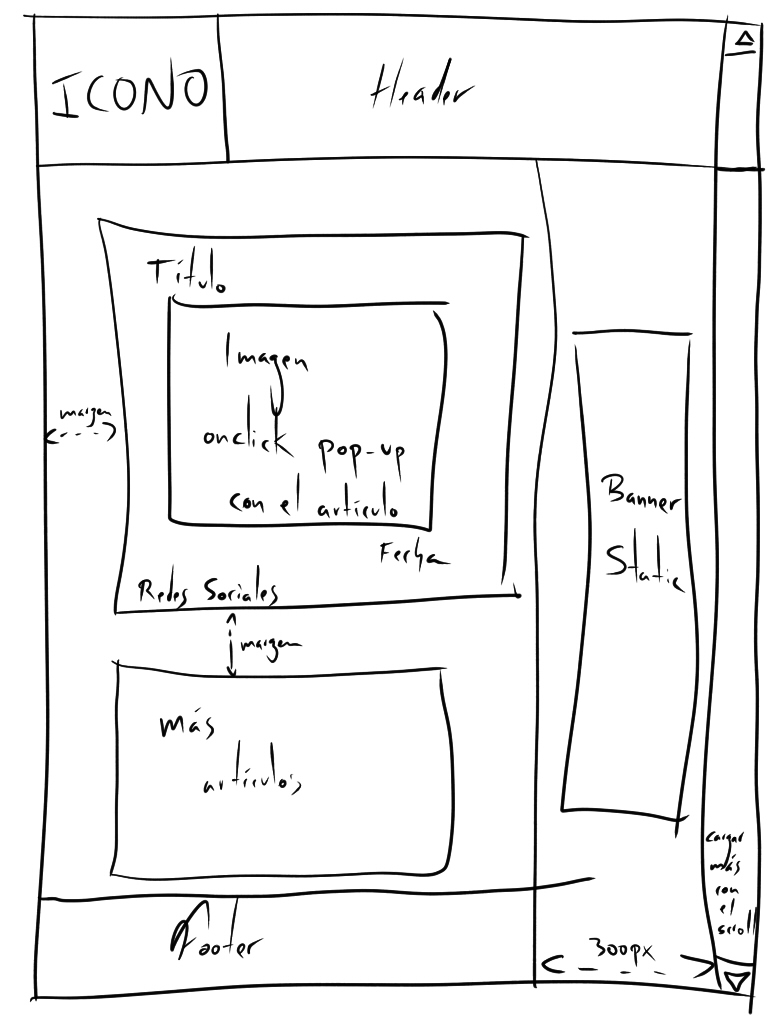 ICONO
Header
Título
Imagen
onclick pop-up
con el artículo
Fecha
Redes Sociales
margen
margen
más
artículos
Banner
Static
cargar
más
con
el
scroll
Footer
300px